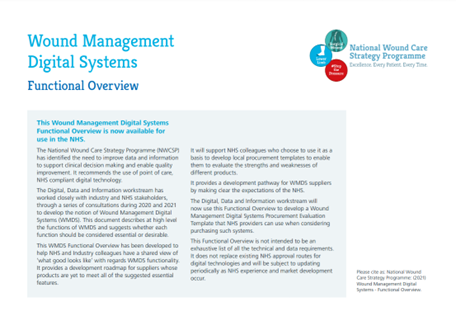 Wound Management
Digital Systems
Functional Overview
National Wound Care
Strategy Programme
Excellence. Every Patient. Every Time
This Wound Management Digital Systems
Functional Overview is now available for
use in the NHS.
The National Wound Care Strategy Programme (NWCSP)
has identified the need to improve data and information
to support clinical decision making and enable quality
improvement. It recommends the use of point of care,
NHS compliant digital technology.
The Digital, Data and Information workstream has
worked closely with industry and NHS stakeholders,
through a series of consultations during 2020 and 2021
to develop the notion of Wound Management Digital
Systems (WMDS). This document describes at high level
the functions of WMDS and suggests whether each
function should be considered essential or desirable.
This WMDS Functional Overview has been developed to
help NHS and Industry colleagues have a shared view of
'what good looks like' with regards WMDS functionality.
It provides a development roadmap for suppliers whose
products are yet to meet all of the suggested essential
features.
It will support NHS colleagues who choose to use it as a
basis to develop local procurement templates to enable
them to evaluate the strengths and weaknesses of
different products.
It provides a development pathway for WMDS suppliers
by making clear the expectations of the NHS.
The Digital, Data and Information workstream will
now use this Functional Overview to develop a Wound
Management Digital Systems Procurement Evaluation
Template that NHS providers can use when considering
purchasing such systems.
This Functional Overview is not intended to be an
exhaustive list of all the technical and data requirements.
It does not replace existing NHS approval routes for
digital technologies and will be subject to updating
periodically as NHS experience and market development
occur.
Please cite as: National Wound
Care Strategy Programme. (2021)
Wound Management Digital
Systems - Functional Overview.